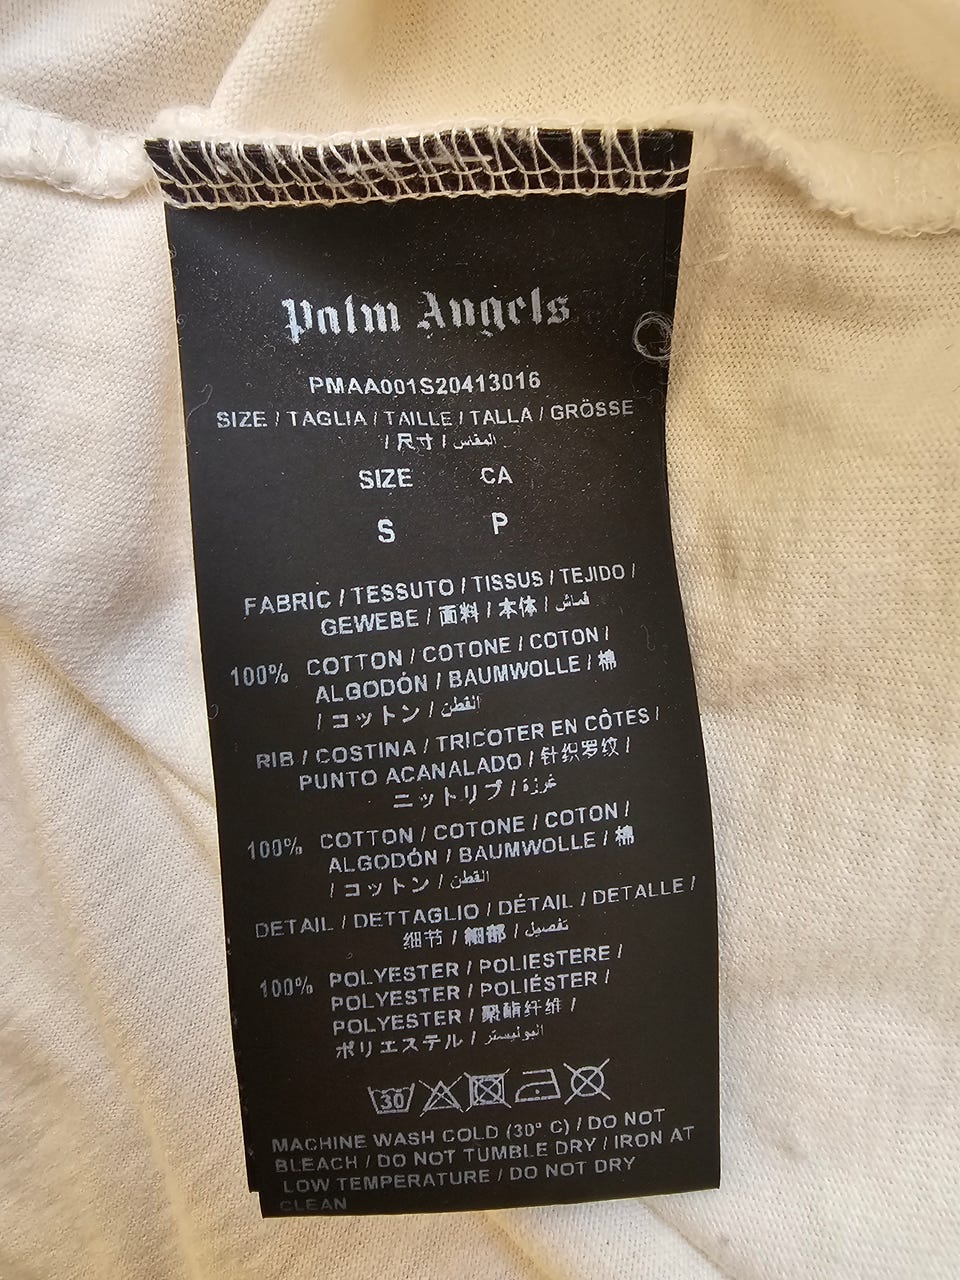 Palm Angels
PMAA001S20413016
SIZE / TAGLIA / TAILLE / TALLA / GRÖSSE
/ 尺寸 / المقاس
SIZE CA
S P
FABRIC / TESSUTO / TISSUS / TEJIDO /
GEWEBE / 面料 / 本体 / قماش
100% COTTON / COTONE / COTON /
ALGODÓN / BAUMWOLLE / 棉
/ コットン / القطن
RIB / COSTINA / TRICOTER EN CÔTES /
PUNTO ACANALADO / 针织罗纹 /
ニットリブ / غرزة
100% COTTON / COTONE / COTON /
ALGODÓN / BAUMWOLLE / 棉
/ コットン / القطن
DETAIL / DETTAGLIO / DÉTAIL / DETALLE /
细节 / 細部 / تفصيل
100% POLYESTER / POLIESTERE /
POLYESTER / POLIÉSTER /
POLYESTER / 聚酯纤维 /
ポリエステル / البوليستر
30
MACHINE WASH COLD (30° C) / DO NOT
BLEACH / DO NOT TUMBLE DRY / IRON AT
LOW TEMPERATURE / DO NOT DRY
CLEAN